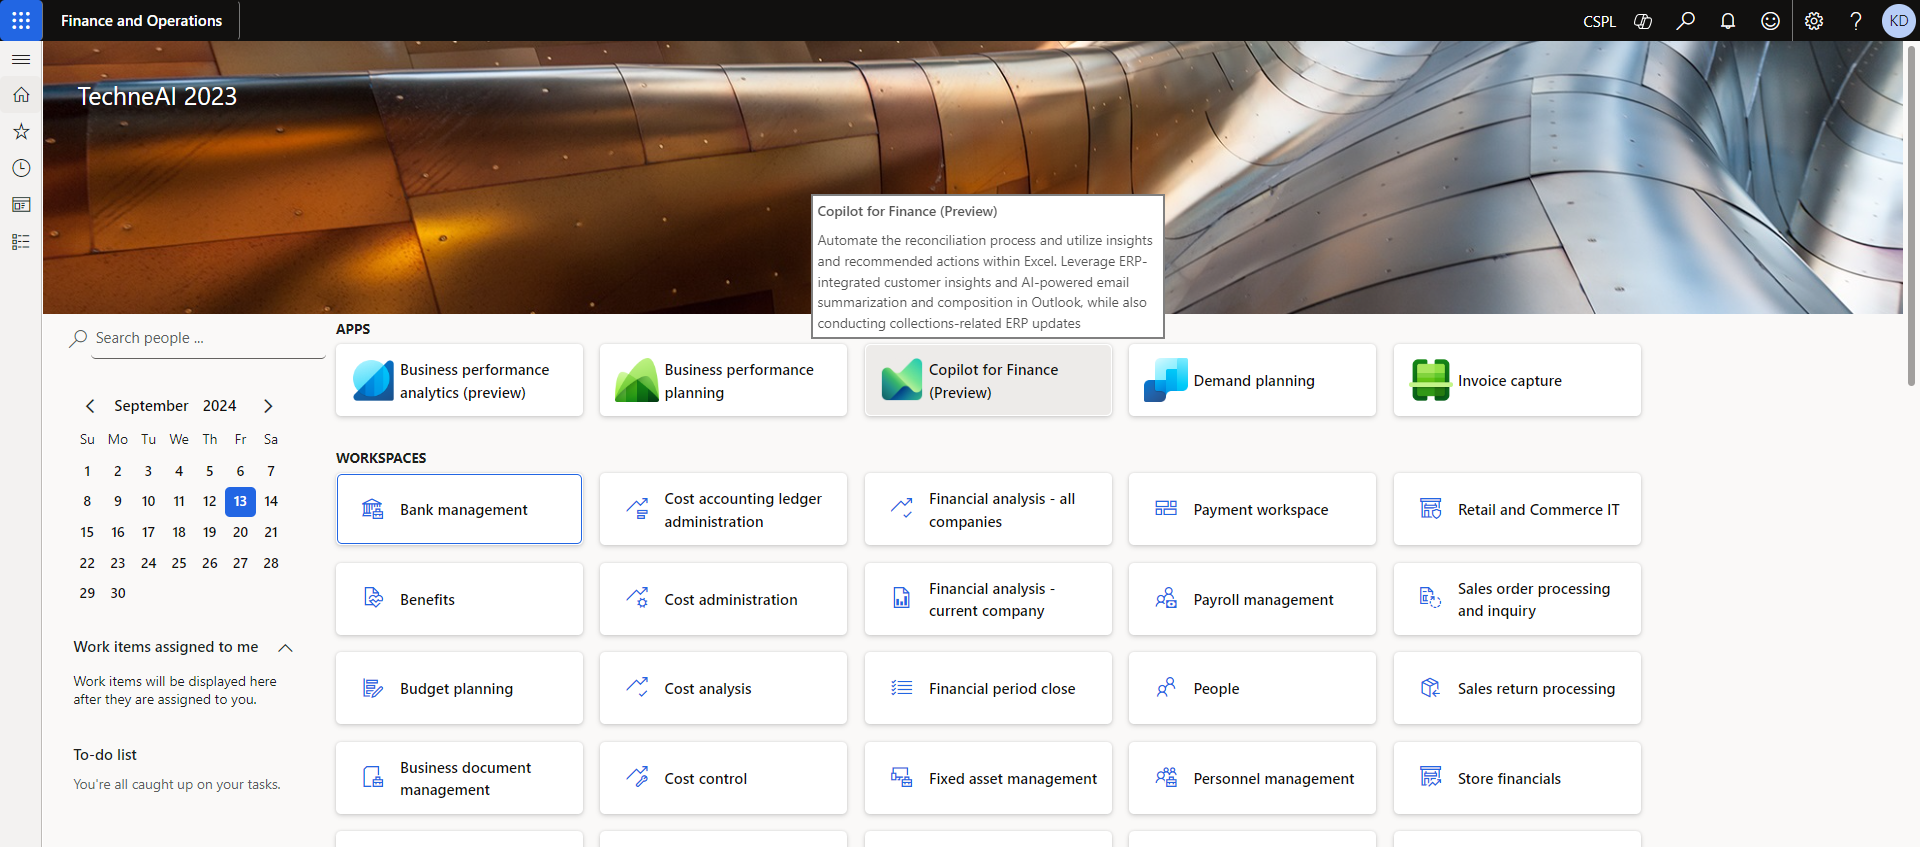 Finance and Operations
CSPL
KD
TechneAI 2023
Copilot for Finance (Preview)
Automate the reconciliation process and utilize insights
and recommended actions within Excel. Leverage ERP-
integrated customer insights and AI-powered email
summarization and composition in Outlook, while also
conducting collections-related ERP updates
Search people ...
September 2024
Su Mo Tu We Th Fr Sa
1 2 3 4 5 6 7
8 9 10 11 12 13 14
15 16 17 18 19 20 21
22 23 24 25 26 27 28
29 30
Work items assigned to me
Work items will be displayed here
after they are assigned to you.
To-do list
You're all caught up on your tasks.
APPS
Business performance
analytics (preview)
Business performance
planning
Copilot for Finance
(Preview)
Demand planning
Invoice capture
WORKSPACES
Bank management
Cost accounting ledger
administration
Financial analysis - all
companies
Payment workspace
Retail and Commerce IT
Benefits
Cost administration
Financial analysis -
current company
Payroll management
Sales order processing
and inquiry
Budget planning
Cost analysis
Financial period close
People
Sales return processing
Business document
management
Cost control
Fixed asset management
Personnel management
Store financials